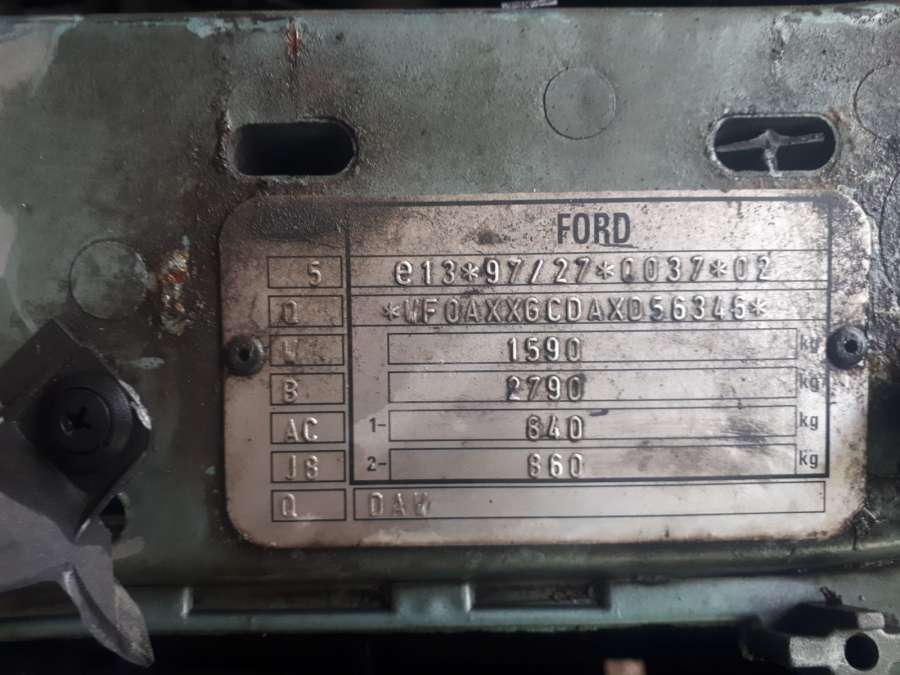 FORD
5 e13*97/27*0037*02
Q *WF0AXXGCDAXD56346*
W 1590 kg
B 2790 kg
AC 1- 840 kg
J8 2- 860 kg
Q DAW